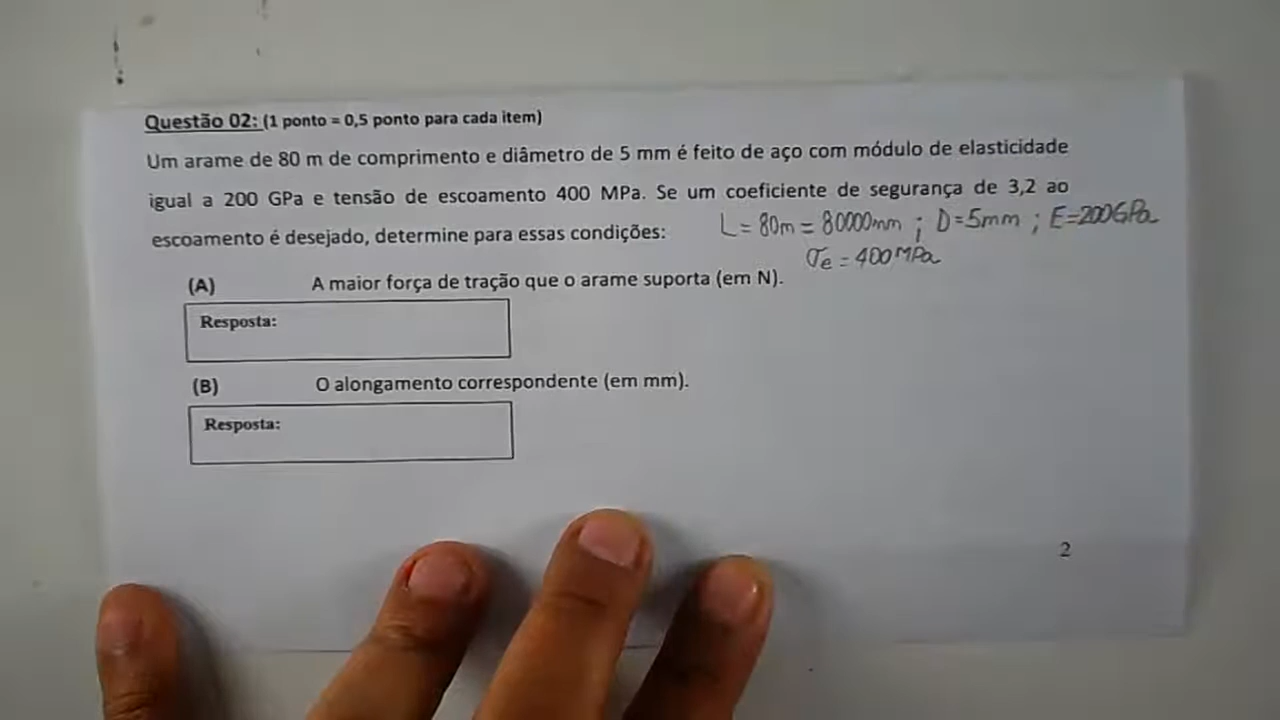 Questão 02: (1 ponto = 0,5 ponto para cada item)
Um arame de 80 m de comprimento e diâmetro de 5 mm é feito de aço com módulo de elasticidade
igual a 200 GPa e tensão de escoamento 400 MPa. Se um coeficiente de segurança de 3,2 ao
escoamento é desejado, determine para essas condições:
L = 80m = 80000mm ; D = 5mm ; E = 200GPa
σe = 400MPa
(A) A maior força de tração que o arame suporta (em N).
Resposta:
(B) O alongamento correspondente (em mm).
Resposta:
2